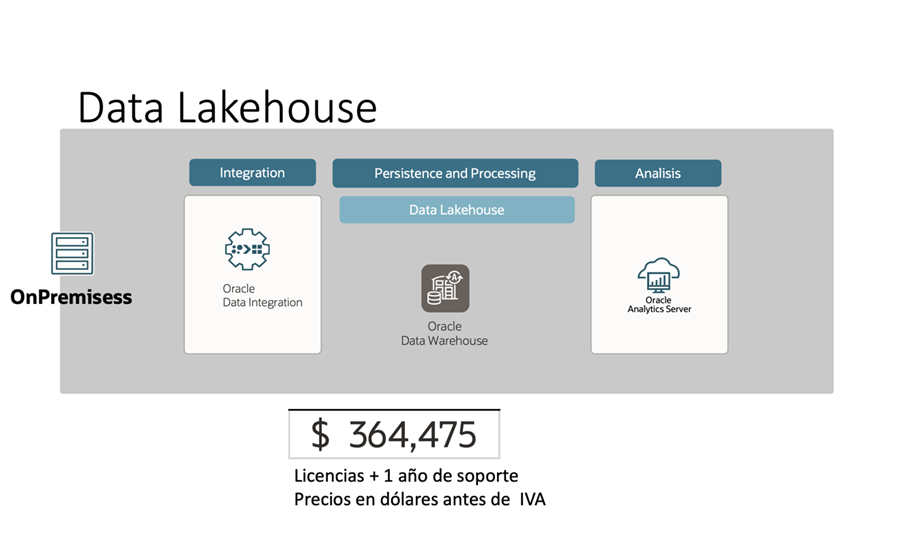 Data Lakehouse
Integration
Persistence and Processing
Analisis
Data Lakehouse
OnPremisess
Oracle
Data Integration
Oracle
Data Warehouse
Oracle
Analytics Server
A
$ 364,475
Licencias + 1 año de soporte
Precios en dólares antes de IVA